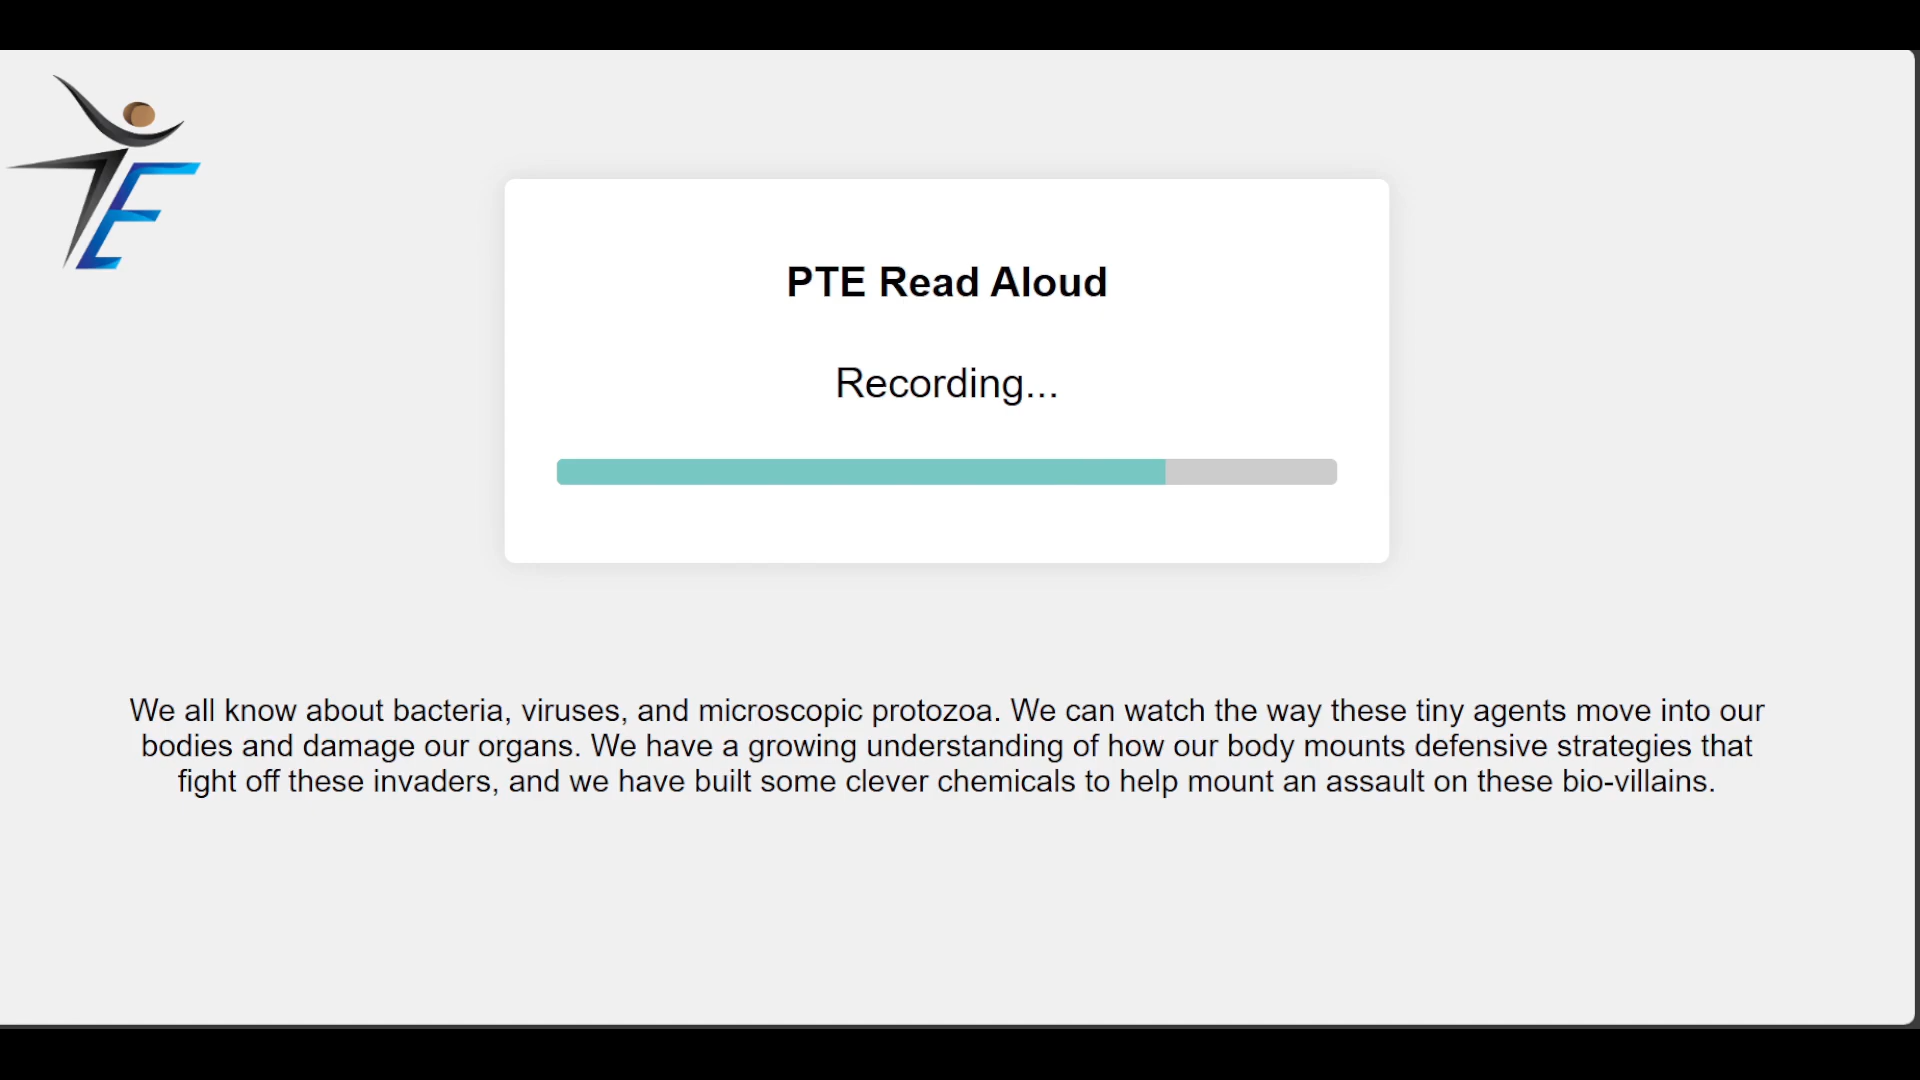 PTE Read Aloud
Recording...
We all know about bacteria, viruses, and microscopic protozoa. We can watch the way these tiny agents move into our
bodies and damage our organs. We have a growing understanding of how our body mounts defensive strategies that
fight off these invaders, and we have built some clever chemicals to help mount an assault on these bio-villains.